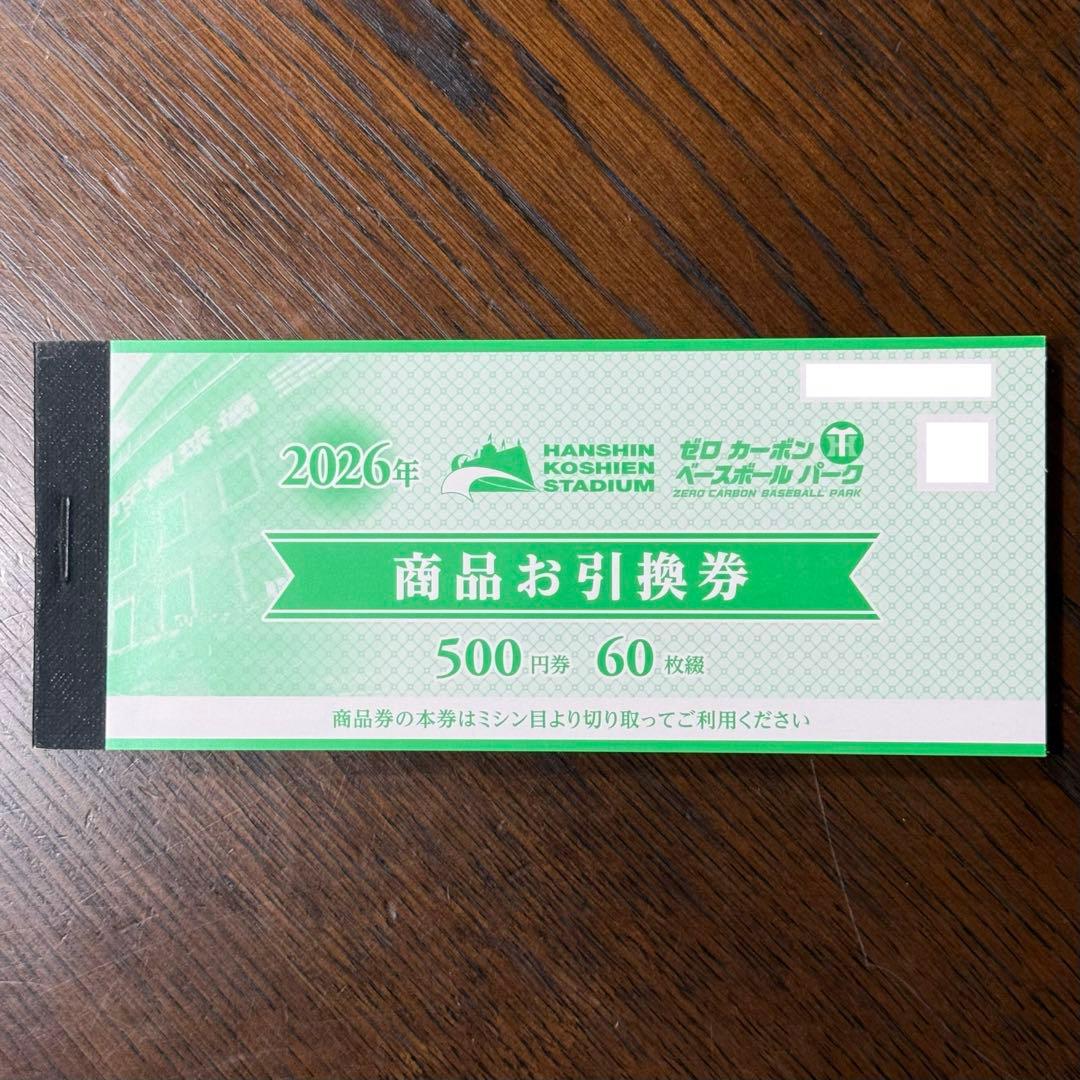 2026年
HANSHIN
KOSHIEN
STADIUM
ゼロ カーボン
ベースボール パーク
ZERO CARBON BASEBALL PARK
商品お引換券
500円券 60枚綴
商品券の本券はミシン目より切り取ってご利用ください